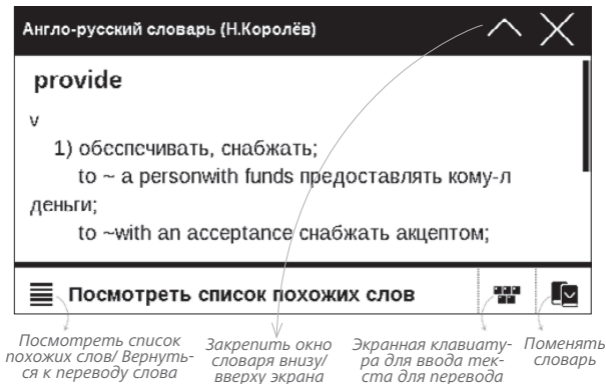 Англо-русский словарь (Н.Королёв)
provide
v
1) обеспечивать, снабжать;
to ~ a personwith funds предоставлять кому-л
деньги;
to ~with an acceptance снабжать акцептом;
Посмотреть список похожих слов
Посмотреть список
похожих слов/ Вернуть-
ся к переводу слова
Закрепить окно
словаря внизу/
вверху экрана
Экранная клавиату-
ра для ввода тек-
ста для перевода
Поменять
словарь